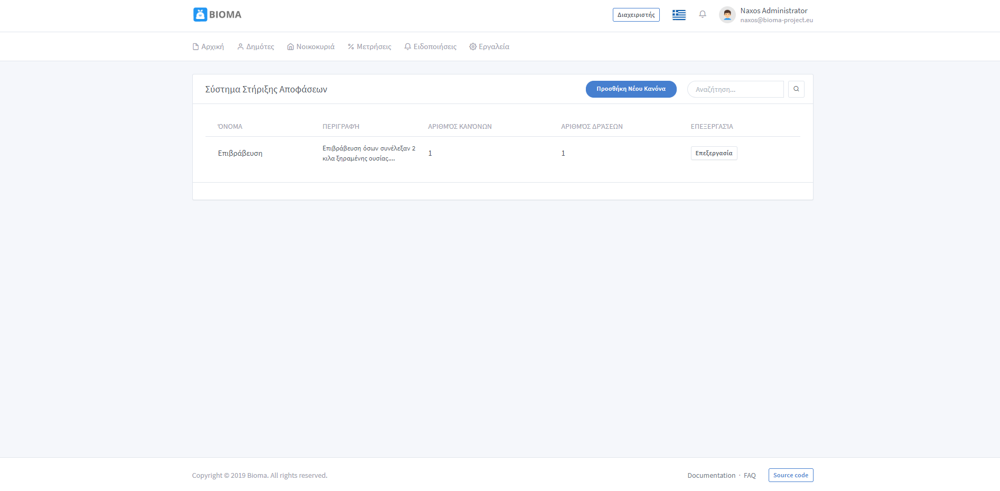 BIOMA
Διαχειριστής
Naxos Administrator
naxos@bioma-project.eu
Αρχική Δημότες Νοικοκυριά Μετρήσεις Ειδοποιήσεις Εργαλεία
Σύστημα Στήριξης Αποφάσεων
Προσθήκη Νέου Κανόνα
Αναζήτηση...
ΌΝΟΜΑ ΠΕΡΙΓΡΑΦΉ ΑΡΙΘΜΌΣ ΚΑΝΌΝΩΝ ΑΡΙΘΜΌΣ ΔΡΆΣΕΩΝ ΕΠΕΞΕΡΓΑΣΊΑ
Επιβράβευση
Επιβράβευση όσων συνέλεξαν 2
κιλα ξηραμένης ουσίας....
1
1
Επεξεργασία
Copyright © 2019 Bioma. All rights reserved.
Documentation · FAQ
Source code